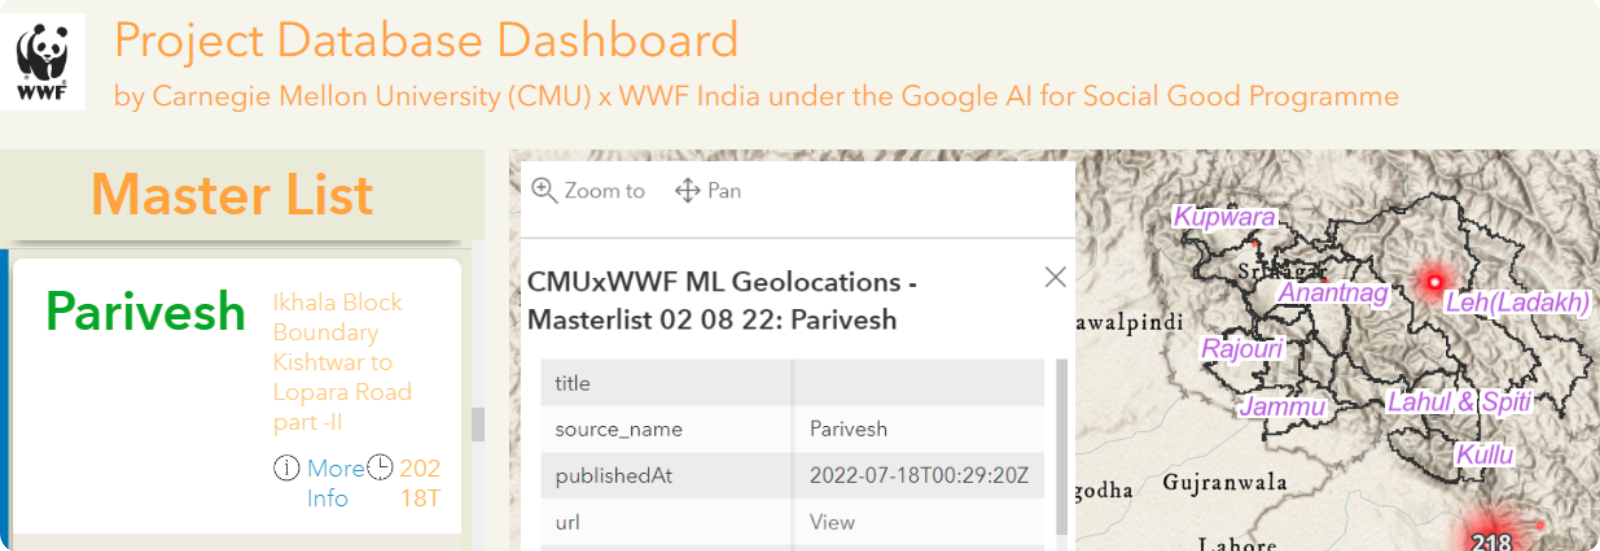 WWF
Project Database Dashboard
by Carnegie Mellon University (CMU) x WWF India under the Google AI for Social Good Programme
Master List
Parivesh
Ikhala Block
Boundary
Kishtwar to
Lopara Road
part -II
More
Info
202
18T
Zoom to
Pan
CMUxWWF ML Geolocations -
Masterlist 02 08 22: Parivesh
title
source_name Parivesh
publishedAt 2022-07-18T00:29:20Z
url View
Kupwara
Srinagar
Anantnag
Leh(Ladakh)
awalpindi
Rajouri
Jammu
Lahul & Spiti
Kullu
godha
Gujranwala
Lahore
218